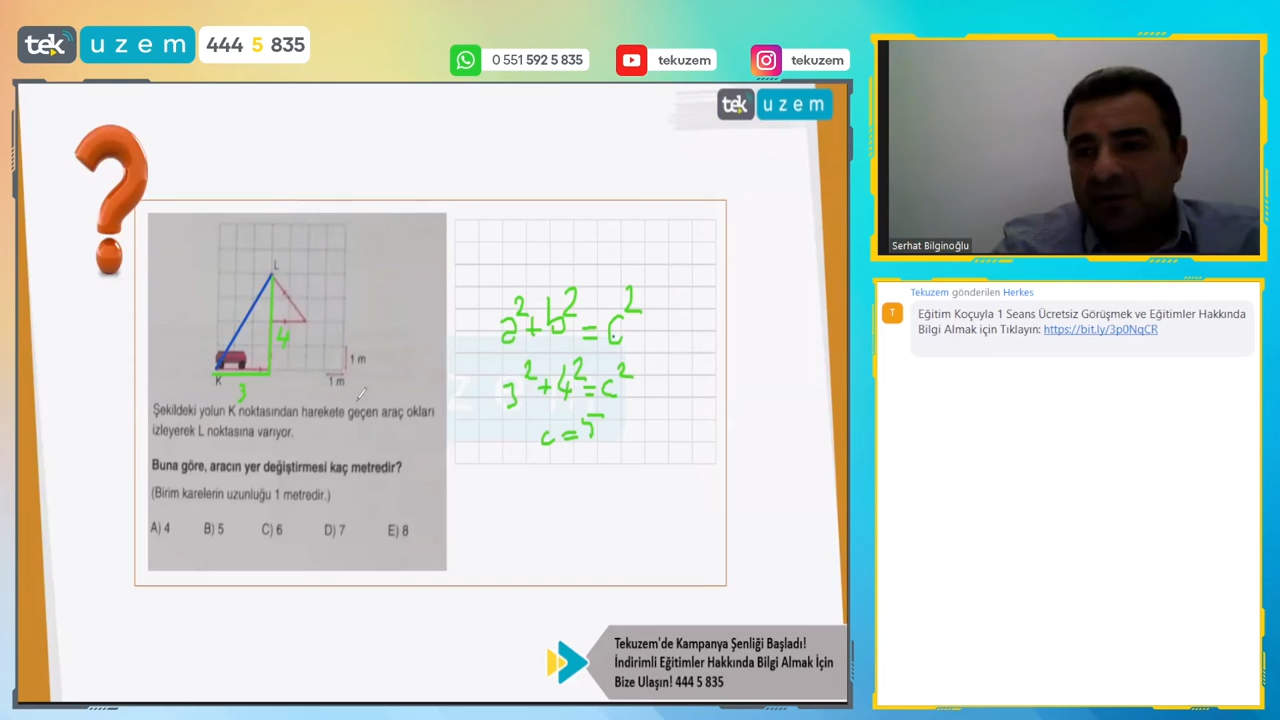 tek uzem 444 5 835
0 551 592 5 835
tekuzem
tekuzem
tek uzem
L
4
1 m
K
1 m
3
Şekildeki yolun K noktasından harekete geçen araç okları
izleyerek L noktasına varıyor.
Buna göre, aracın yer değiştirmesi kaç metredir?
(Birim karelerin uzunluğu 1 metredir.)
A) 4 B) 5 C) 6 D) 7 E) 8
a² + b² = c²
3² + 4² = c²
c = 5
Tekuzem'de Kampanya Şenliği Başladı!
İndirimli Eğitimler Hakkında Bilgi Almak İçin
Bize Ulaşın! 444 5 835
Serhat Bilginoğlu
Tekuzem gönderilen Herkes
T
Eğitim Koçuyla 1 Seans Ücretsiz Görüşmek ve Eğitimler Hakkında
Bilgi Almak için Tıklayın: https://bit.ly/3p0NqCR